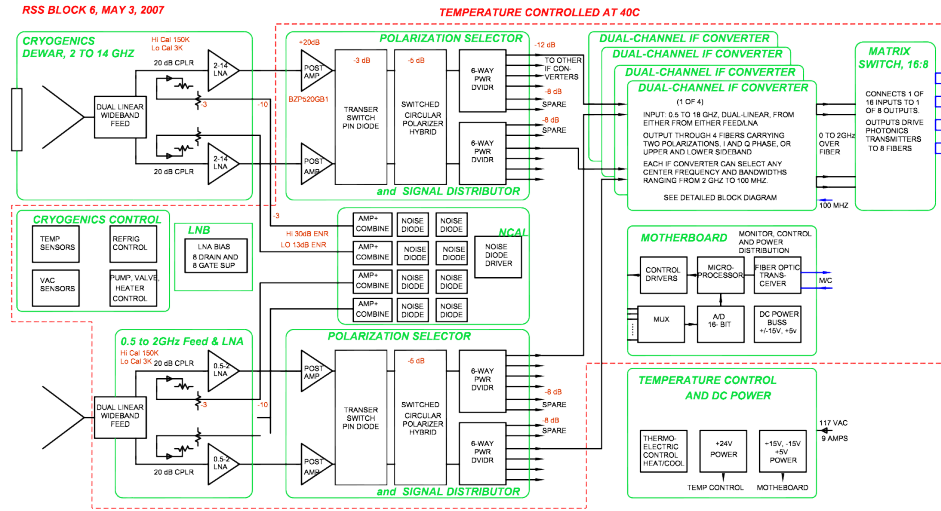 RSS BLOCK 6, MAY 3, 2007
TEMPERATURE CONTROLLED AT 40C
CRYOGENICS
DEWAR, 2 TO 14 GHZ
Hi Cal 150K
Lo Cal 3K
20 dB CPLR
2-14
LNA
-3
-10
DUAL LINEAR
WIDEBAND
FEED
20 dB CPLR
2-14
LNA
POLARIZATION SELECTOR
+20dB
POST
AMP
BZP520GB1
POST
AMP
-3 dB
TRANSER
SWITCH
PIN DIODE
-5 dB
SWITCHED
CIRCULAR
POLARIZER
HYBRID
6-WAY
PWR
DVIDR
6-WAY
PWR
DVIDR
and SIGNAL DISTRIBUTOR
-12 dB
TO OTHER
IF CON-
VERTERS
-8 dB
SPARE
-8 dB
SPARE
DUAL-CHANNEL IF CONVERTER
DUAL-CHANNEL IF CONVERTER
DUAL-CHANNEL IF CONVERTER
DUAL-CHANNEL IF CONVERTER
(1 OF 4)
INPUT: 0.5 TO 18 GHZ, DUAL-LINEAR, FROM
EITHER FROM EITHER FEED/LNA
OUTPUT THROUGH 4 FIBERS CARRYING
TWO POLARIZATIONS, I AND Q PHASE, OR
UPPER AND LOWER SIDEBAND
EACH IF CONVERTER CAN SELECT ANY
CENTER FREQUENCY AND BANDWIDTHS
RANGING FROM 2 GHZ TO 100 MHZ.
SEE DETAILED BLOCK DIAGRAM
0 TO 2GHz
OVER
FIBER
100 MHZ
MATRIX
SWITCH, 16:8
CONNECTS 1 OF
16 INPUTS TO 1
OF 8 OUTPUTS.
OUTPUTS DRIVE
PHOTONICS
TRANSMITTERS
TO 8 FIBERS
CRYOGENICS CONTROL
TEMP
SENSORS
REFRIG
CONTROL
VAC
SENSORS
PUMP, VALVE,
HEATER
CONTROL
LNB
LNA BIAS
8 DRAIN AND
8 GATE SUP
-3
Hi 30dB ENR
LO 13dB ENR
NCAL
AMP+
COMBINE
NOISE
DIODE
NOISE
DIODE
AMP+
COMBINE
NOISE
DIODE
NOISE
DIODE
NOISE
DIODE
DRIVER
AMP+
COMBINE
NOISE
DIODE
NOISE
DIODE
AMP+
COMBINE
NOISE
DIODE
NOISE
DIODE
MOTHERBOARD
MONITOR, CONTROL
AND POWER
DISTRIBUTION
CONTROL
DRIVERS
MICRO-
PROCESSOR
FIBER OPTIC
TRANS-
CEIVER
M/C
MUX
A/D
16- BIT
DC POWER
BUSS
+/-15V, +5v
0.5 to 2GHz Feed & LNA
Hi Cal 150K
Lo Cal 3K
20 dB CPLR
0.5-2
LNA
-3
-10
DUAL LINEAR
WIDEBAND
FEED
20 dB CPLR
0.5-2
LNA
POLARIZATION SELECTOR
POST
AMP
POST
AMP
TRANSER
SWITCH
PIN DIODE
-5 dB
SWITCHED
CIRCULAR
POLARIZER
HYBRID
6-WAY
PWR
DVIDR
6-WAY
PWR
DVIDR
and SIGNAL DISTRIBUTOR
-8 dB
SPARE
-8 dB
SPARE
TEMPERATURE CONTROL
AND DC POWER
THERMO-
ELECTRIC
CONTROL
HEAT/COOL
+24V
POWER
+15V, -15V
+5V
POWER
TEMP CONTROL
MOTHEBOARD
117 VAC
9 AMPS